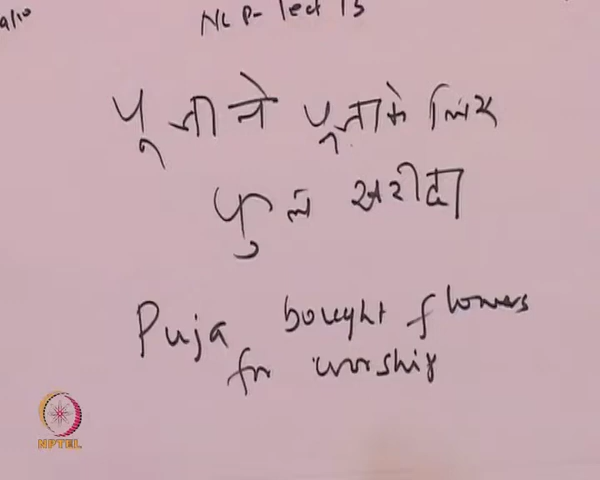 NLP- lect 15
पूजाने पूजाके लिए
फुल खरीदा
Puja bought flowers
for worship
NPTEL